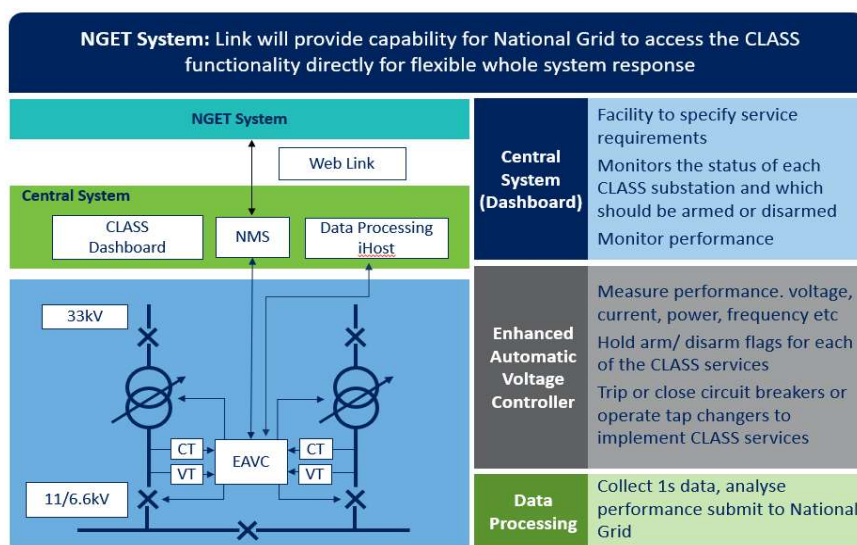 NGET System: Link will provide capability for National Grid to access the CLASS
functionality directly for flexible whole system response
NGET System
Web Link
Central System
CLASS
Dashboard
NMS
Data Processing
iHost
33kV
CT
VT
EAVC
CT
VT
11/6.6kV
Central
System
(Dashboard)
Facility to specify service
requirements
Monitors the status of each
CLASS substation and which
should be armed or disarmed
Monitor performance
Enhanced
Automatic
Voltage
Controller
Measure performance. voltage,
current, power, frequency etc
Hold arm/ disarm flags for each
of the CLASS services
Trip or close circuit breakers or
operate tap changers to
implement CLASS services
Data
Processing
Collect 1s data, analyse
performance submit to National
Grid